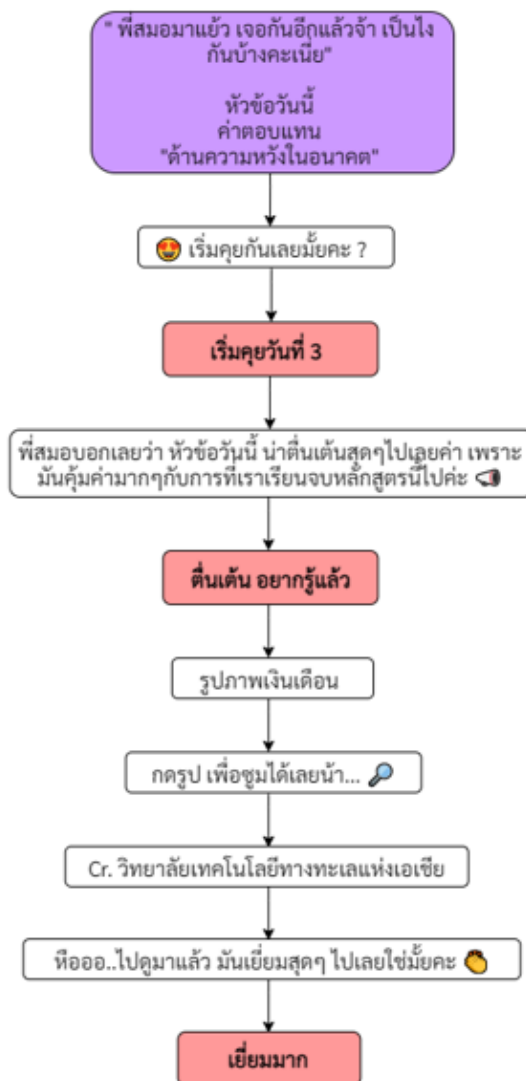 " พี่สมอมาแย้ว เจอกันอีกแล้วจ้า เป็นไง
กันบ้างคะเนี่ย"
หัวข้อวันนี้
ค่าตอบแทน
"ด้านความหวังในอนาคต"
😍 เริ่มคุยกันเลยมั้ยคะ ?
เริ่มคุยวันที่ 3
พี่สมอบอกเลยว่า หัวข้อวันนี้ น่าตื่นเต้นสุดๆไปเลยค่า เพราะ
มันคุ้มค่ามากๆกับการที่เราเรียนจบหลักสูตรนี้ไปค่ะ 📢
ตื่นเต้น อยากรู้แล้ว
รูปภาพเงินเดือน
กดรูป เพื่อซูมได้เลยน้า... 🔎
Cr. วิทยาลัยเทคโนโลยีทางทะเลแห่งเอเชีย
หือออ..ไปดูมาแล้ว มันเยี่ยมสุดๆ ไปเลยใช่มั้ยคะ 👏
เยี่ยมมาก